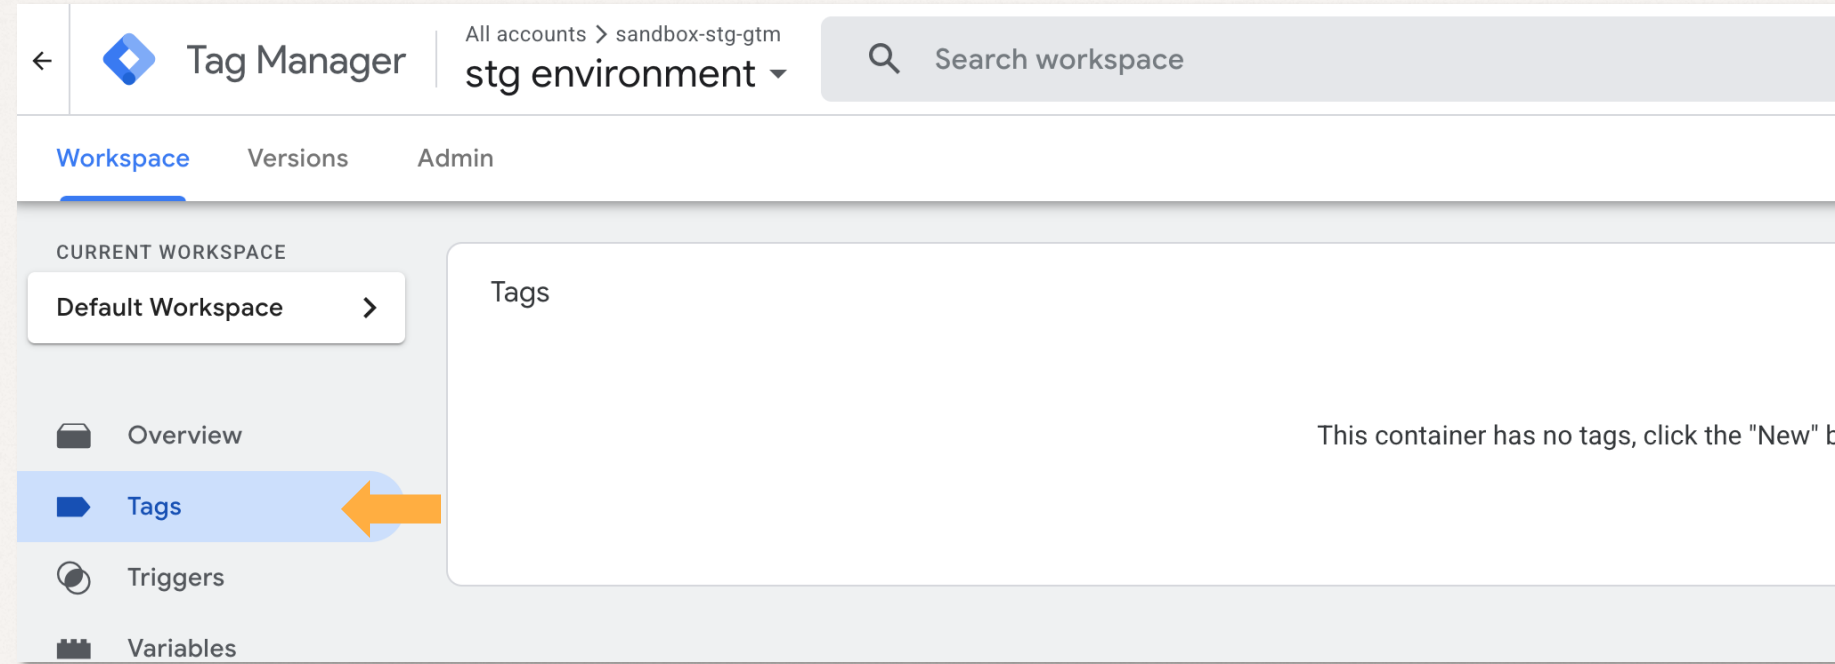 Tag Manager
All accounts > sandbox-stg-gtm
stg environment
Search workspace
Workspace Versions Admin
CURRENT WORKSPACE
Default Workspace
Overview
Tags
Triggers
Variables
Tags
This container has no tags, click the "New" b